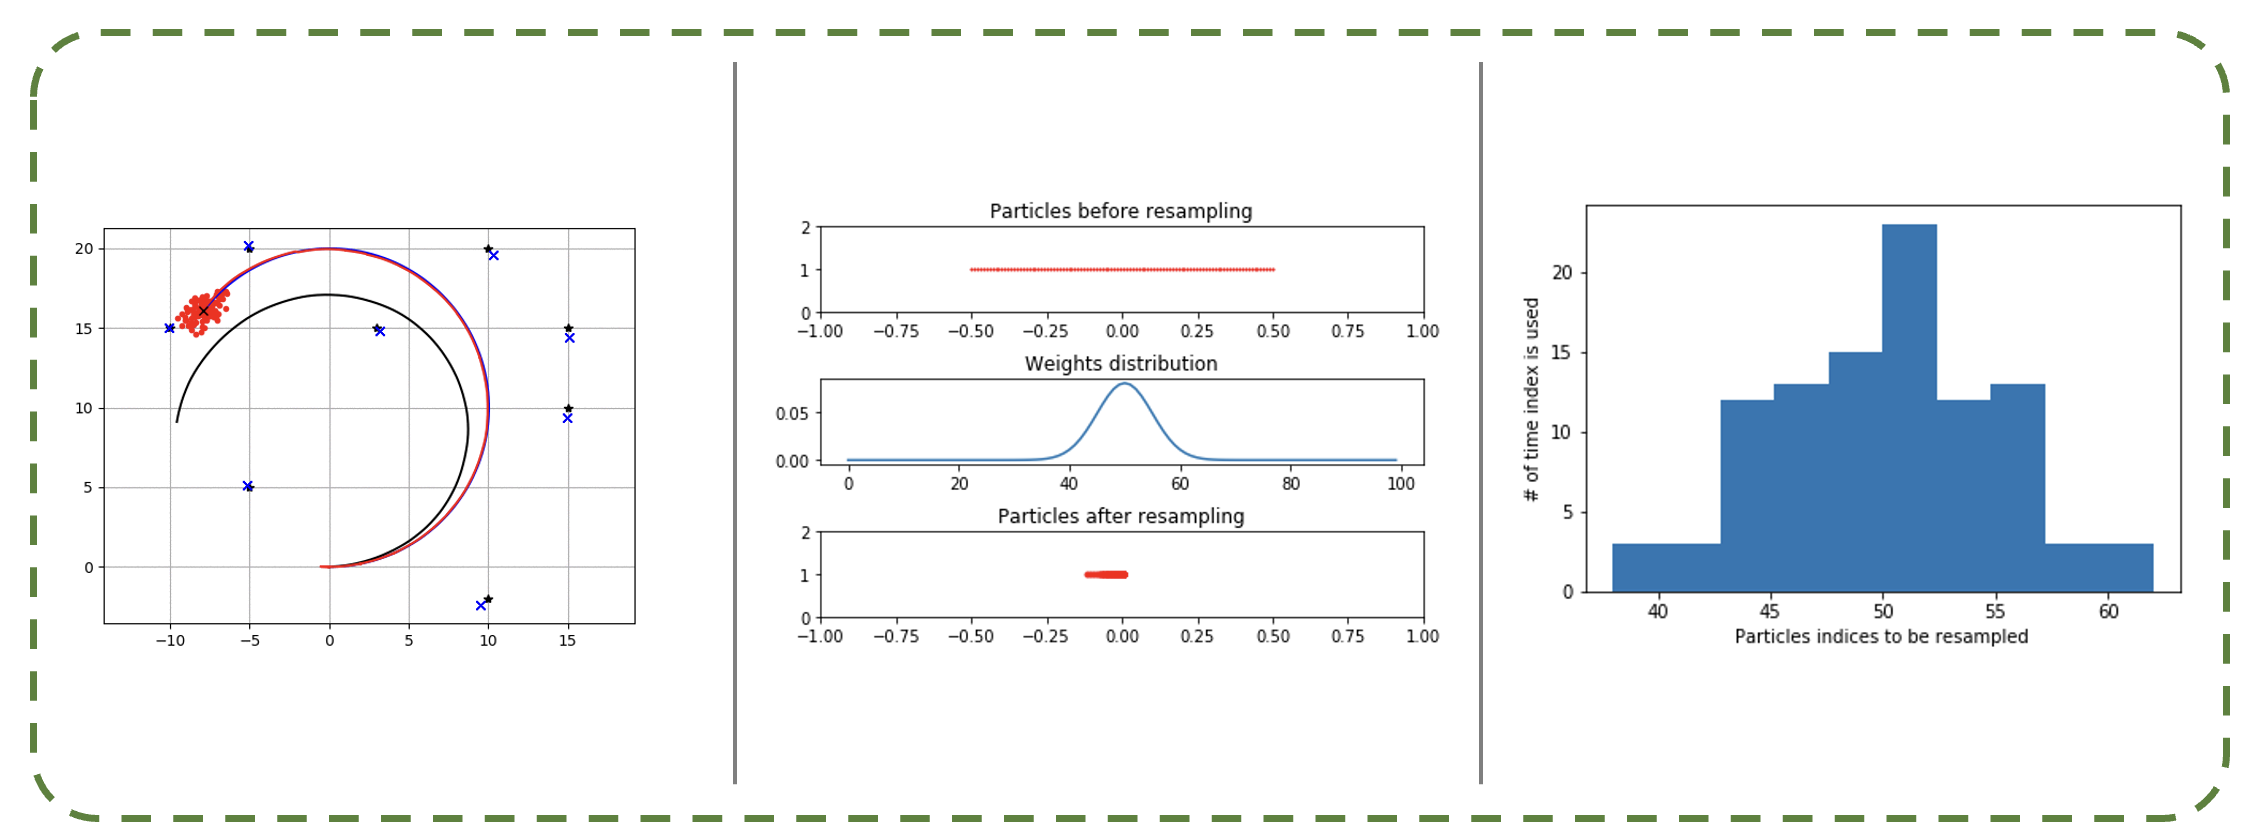 20
15
10
5
0
−10 −5 0 5 10 15
Particles before resampling
2
1
0
−1.00 −0.75 −0.50 −0.25 0.00 0.25 0.50 0.75 1.00
Weights distribution
0.05
0.00
0 20 40 60 80 100
Particles after resampling
2
1
0
−1.00 −0.75 −0.50 −0.25 0.00 0.25 0.50 0.75 1.00
# of time index is used
20
15
10
5
0
40 45 50 55 60
Particles indices to be resampled